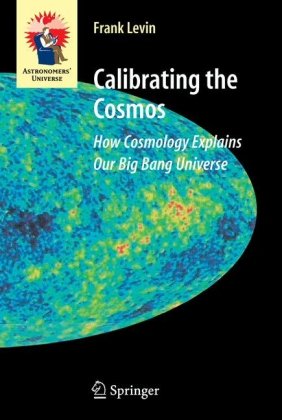 Frank Levin
ASTRONOMERS'
UNIVERSE
Calibrating the
Cosmos
How Cosmology Explains
Our Big Bang Universe
Springer